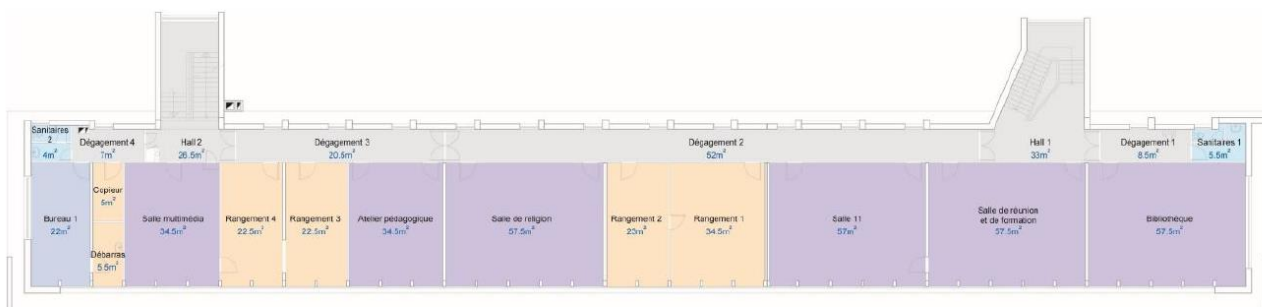 Sanitaires
2
4m²
Dégagement 4
7m²
Hall 2
26.5m²
Dégagement 3
20.5m²
Dégagement 2
52m²
Hall 1
33m²
Dégagement 1
8.5m²
Sanitaires 1
5.5m²
Bureau 1
22m²
Copieur
5m²
Débarras
5.5m²
Salle multimédia
34.5m²
Rangement 4
22.5m²
Rangement 3
22.5m²
Atelier pédagogique
34.5m²
Salle de religion
57.5m²
Rangement 2
23m²
Rangement 1
34.5m²
Salle 11
57m²
Salle de réunion
et de formation
57.5m²
Bibliothèque
57.5m²